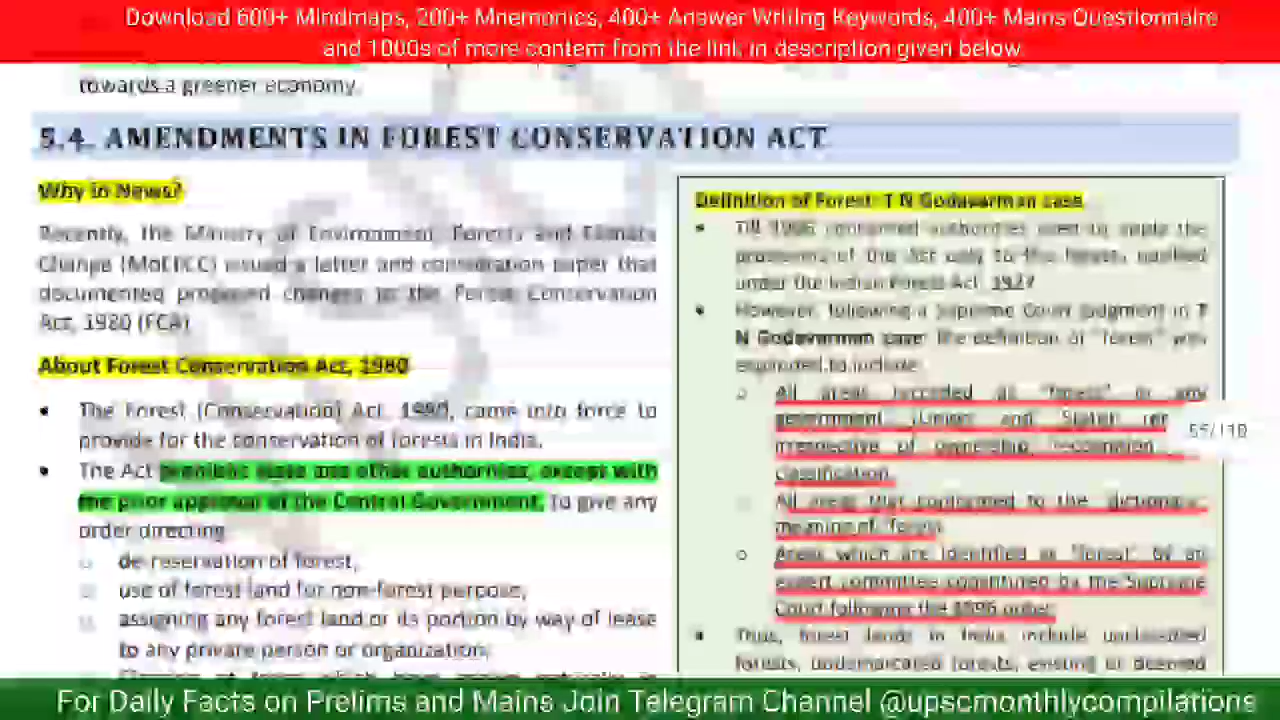 Download 600+ Mindmaps, 200+ Mnemonics, 400+ Answer Writing Keywords, 400+ Mains Questionnaire
and 1000s of more content from the link in description given below
towards a greener economy.
5.4. AMENDMENTS IN FOREST CONSERVATION ACT
Why in News?
Recently, the Ministry of Environment, Forests and Climate
Change (MoEFCC) issued a letter and consultation paper that
documented proposed changes to the Forest Conservation
Act, 1980 (FCA)
About Forest Conservation Act, 1980
• The Forest (Conservation) Act, 1980, came into force to
provide for the conservation of forests in India.
• The Act prohibits state and other authorities, except with
the prior approval of the Central Government, to give any
order directing
o de-reservation of forest,
o use of forest land for non-forest purpose,
o assigning any forest land or its portion by way of lease
to any private person or organization,
Definition of Forest: T N Godavarman case
• Till 1996 concerned authorities used to apply the
provisions of the Act only to the forests notified
under the Indian Forest Act, 1927
• However, following a Supreme Court judgment in T
N Godavarman case the definition of "forest" was
expanded to include
o All areas recorded as "forest" in any
government (Union and State)
irrespective of ownership, recognition
classification.
o All areas that conformed to the dictionary
meaning of forest.
o Areas which are identified as "forest" by an
expert committee constituted by the Supreme
Court following the 1996 order.
• Thus, forest lands in India include unclassified
forests, undemarcated forests, existing or deemed
55/110
For Daily Facts on Prelims and Mains Join Telegram Channel @upscmonthlycompilations